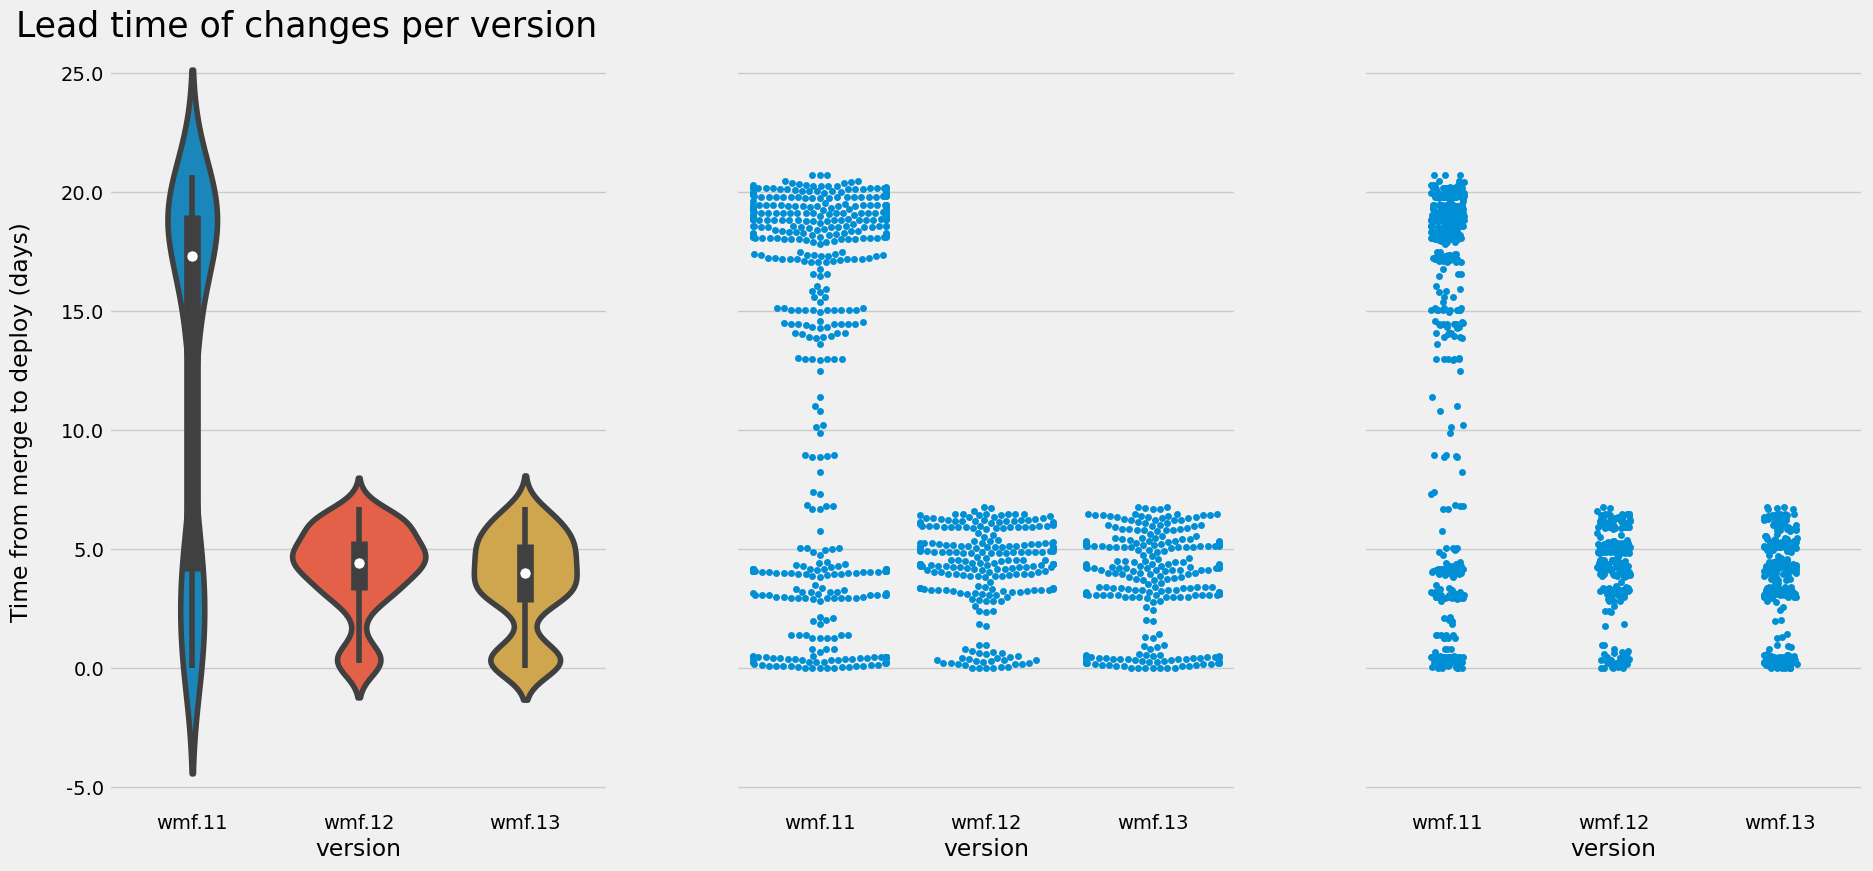 Lead time of changes per version
Time from merge to deploy (days)
25.0
20.0
15.0
10.0
5.0
0.0
-5.0
wmf.11 wmf.12 wmf.13
version
wmf.11 wmf.12 wmf.13
version
wmf.11 wmf.12 wmf.13
version